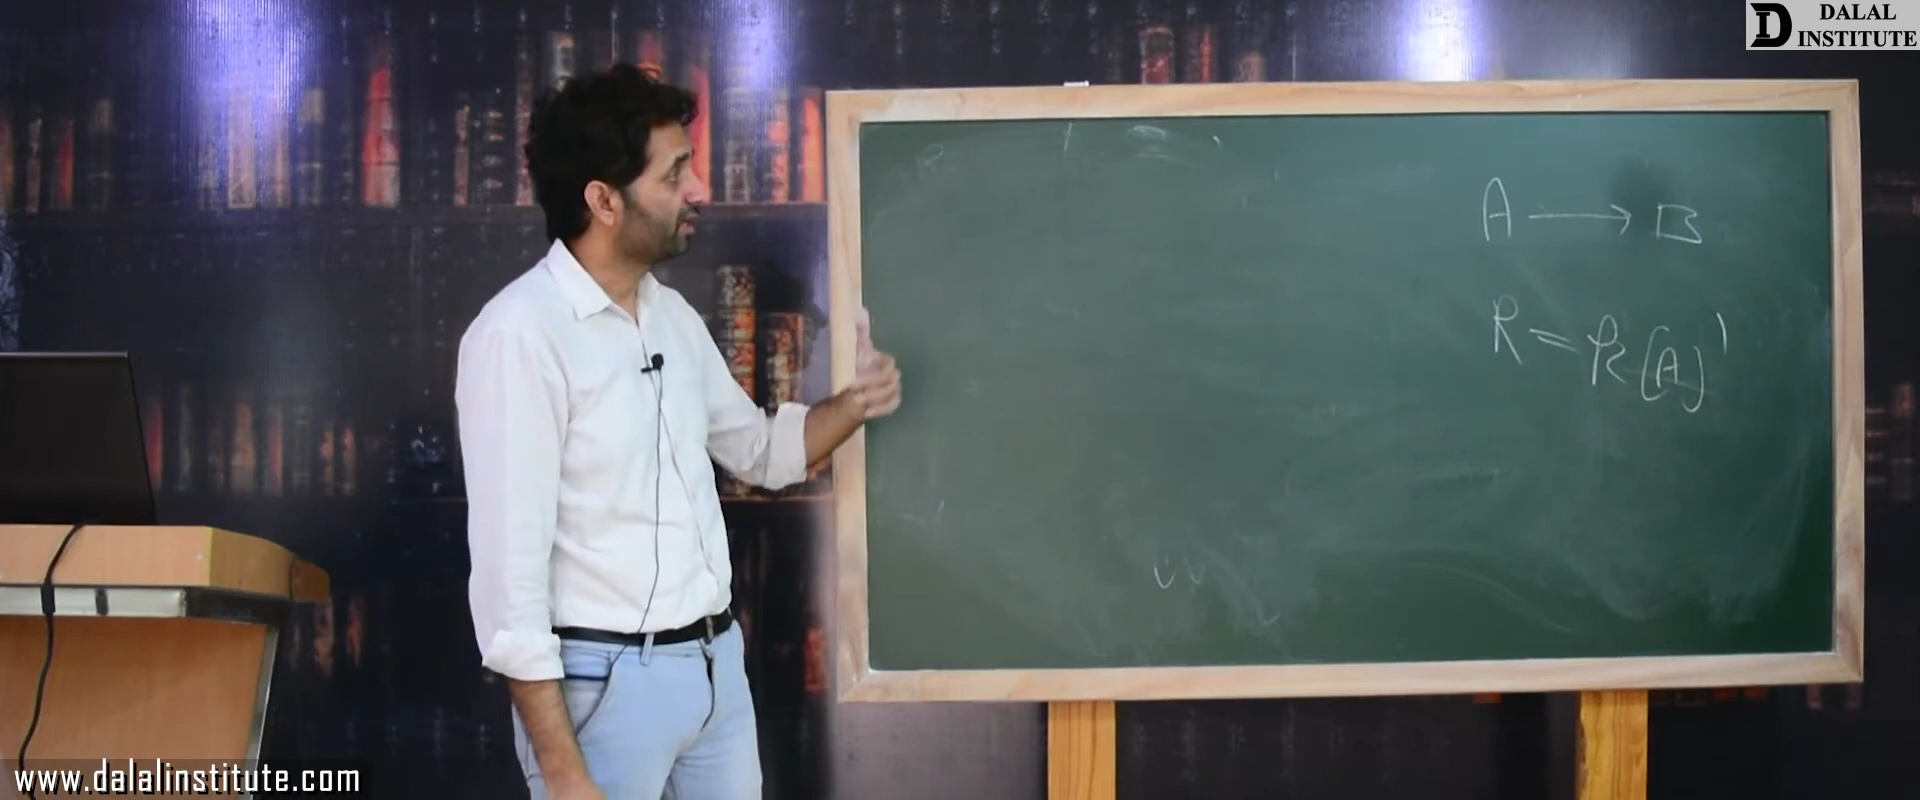 DALAL
INSTITUTE
A → B
R = k[A]¹
www.dalalinstitute.com